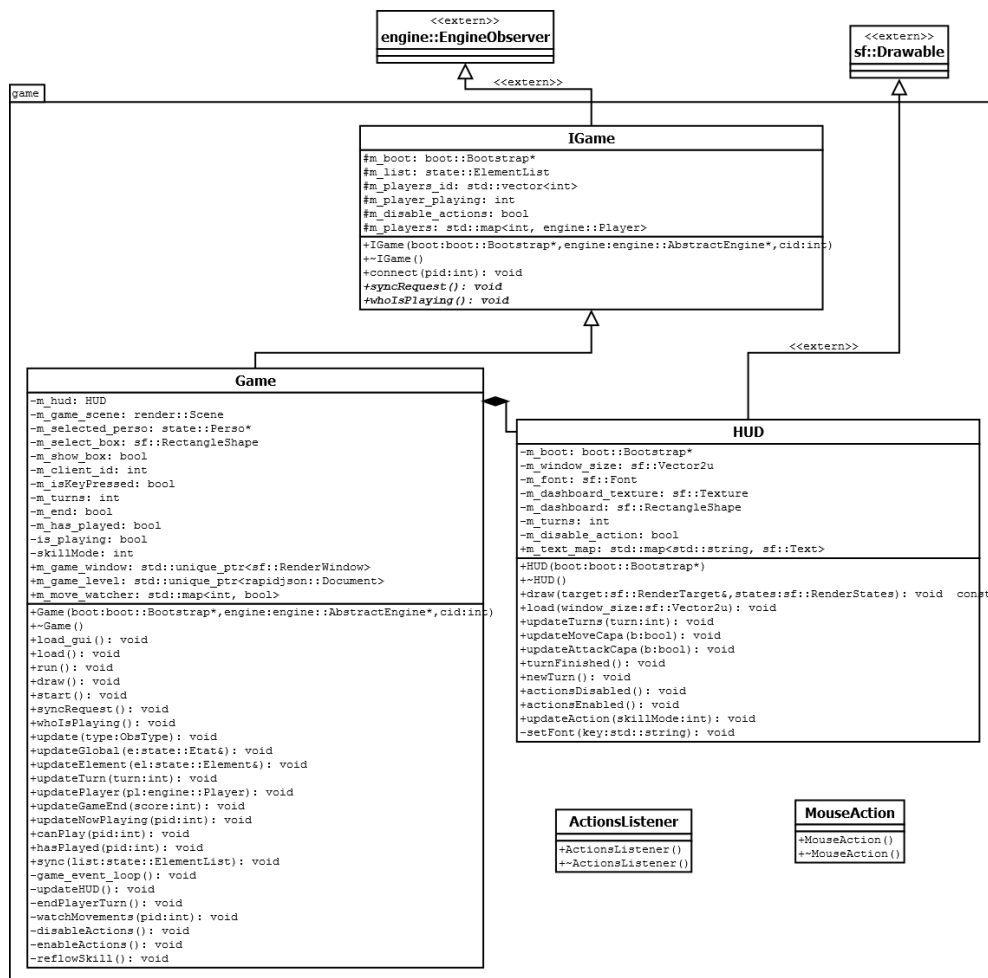 <<extern>>
engine::EngineObserver
<<extern>>
sf::Drawable
<<extern>>
game
IGame
#m_boot: boot::Bootstrap*
#m_list: state::ElementList
#m_players_id: std::vector<int>
#m_player_playing: int
#m_disable_actions: bool
#m_players: std::map<int, engine::Player>
+IGame(boot:boot::Bootstrap*,engine:engine::AbstractEngine*,cid:int)
+~IGame()
+connect(pid:int): void
+syncRequest(): void
+whoIsPlaying(): void
<<extern>>
Game
-m_hud: HUD
-m_game_scene: render::Scene
-m_selected_perso: state::Perso*
-m_select_box: sf::RectangleShape
-m_show_box: bool
-m_client_id: int
-m_isKeyPressed: bool
-m_turns: int
-m_end: bool
-m_has_played: bool
-is_playing: bool
-skillMode: int
+m_game_window: std::unique_ptr<sf::RenderWindow>
+m_game_level: std::unique_ptr<rapidjson::Document>
+m_move_watcher: std::map<int, bool>
+Game(boot:boot::Bootstrap*,engine:engine::AbstractEngine*,cid:int)
+~Game()
+load_gui(): void
+load(): void
+run(): void
+draw(): void
+start(): void
+syncRequest(): void
+whoIsPlaying(): void
+update(type:ObsType): void
+updateGlobal(e:state::Etat&): void
+updateElement(el:state::Element&): void
+updateTurn(turn:int): void
+updatePlayer(pl:engine::Player): void
+updateGameEnd(score:int): void
+updateNowPlaying(pid:int): void
+canPlay(pid:int): void
+hasPlayed(pid:int): void
+sync(list:state::ElementList): void
-game_event_loop(): void
-updateHUD(): void
-endPlayerTurn(): void
-watchMovements(pid:int): void
-disableActions(): void
-enableActions(): void
-reflowSkill(): void
HUD
-m_boot: boot::Bootstrap*
-m_window_size: sf::Vector2u
-m_font: sf::Font
-m_dashboard_texture: sf::Texture
-m_dashboard: sf::RectangleShape
-m_turns: int
-m_disable_action: bool
+m_text_map: std::map<std::string, sf::Text>
+HUD(boot:boot::Bootstrap*)
+~HUD()
+draw(target:sf::RenderTarget&,states:sf::RenderStates): void const
+load(window_size:sf::Vector2u): void
+updateTurns(turn:int): void
+updateMoveCapa(b:bool): void
+updateAttackCapa(b:bool): void
+turnFinished(): void
+newTurn(): void
+actionsDisabled(): void
+actionsEnabled(): void
+updateAction(skillMode:int): void
-setFont(key:std::string): void
ActionsListener
+ActionsListener()
+~ActionsListener()
MouseAction
+MouseAction()
+~MouseAction()